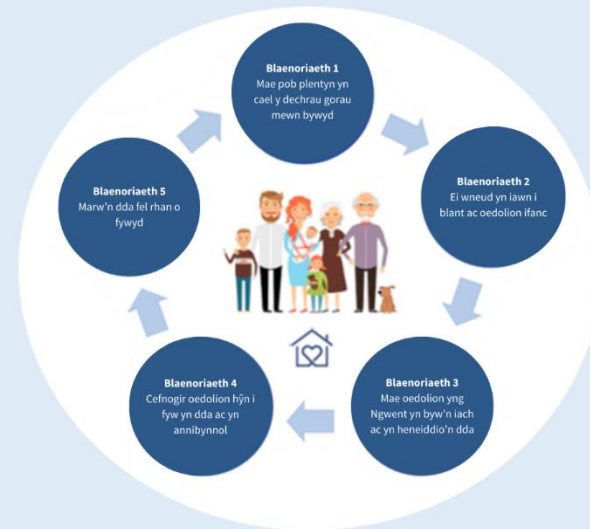 Blaenoriaeth 1
Mae pob plentyn yn
cael y dechrau gorau
mewn bywyd
Blaenoriaeth 2
Ei wneud yn iawn i
blant ac oedolion ifanc
Blaenoriaeth 3
Mae oedolion yng
Ngwent yn byw'n iach
ac yn heneiddio'n dda
Blaenoriaeth 4
Cefnogir oedolion hŷn i
fyw yn dda ac yn
annibynnol
Blaenoriaeth 5
Marw'n dda fel rhan o
fywyd